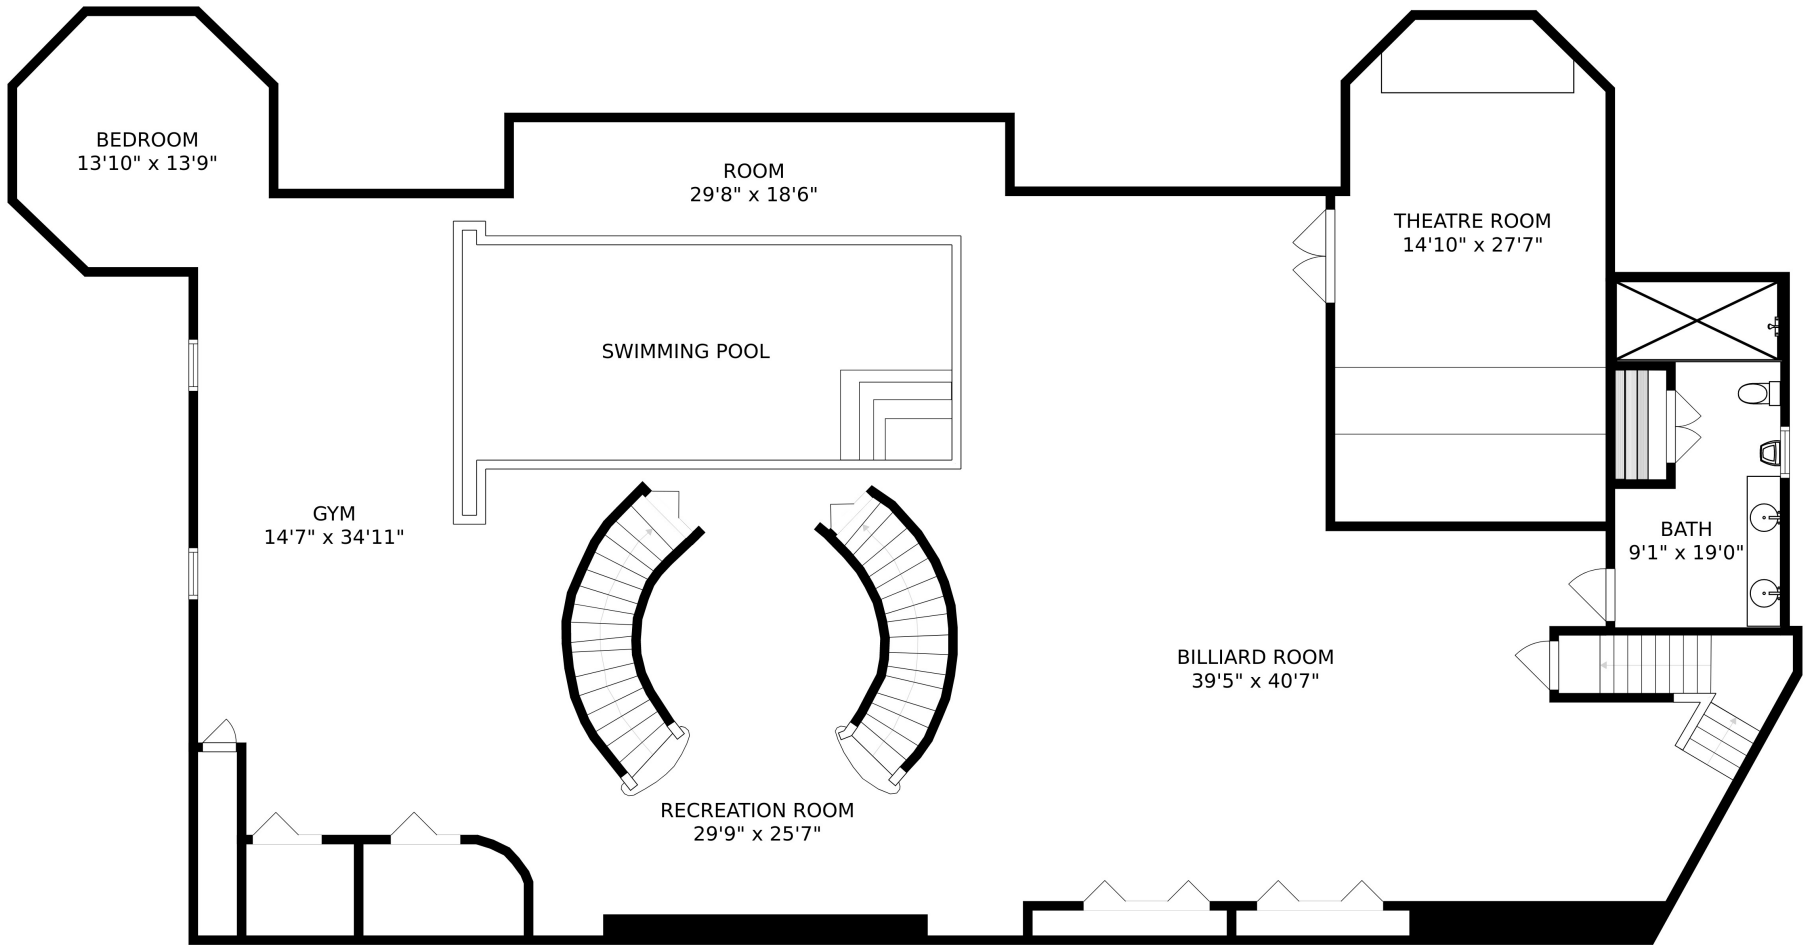 BEDROOM
13'10" x 13'9"
ROOM
29'8" x 18'6"
THEATRE ROOM
14'10" x 27'7"
SWIMMING POOL
GYM
14'7" x 34'11"
BATH
9'1" x 19'0"
BILLIARD ROOM
39'5" x 40'7"
RECREATION ROOM
29'9" x 25'7"